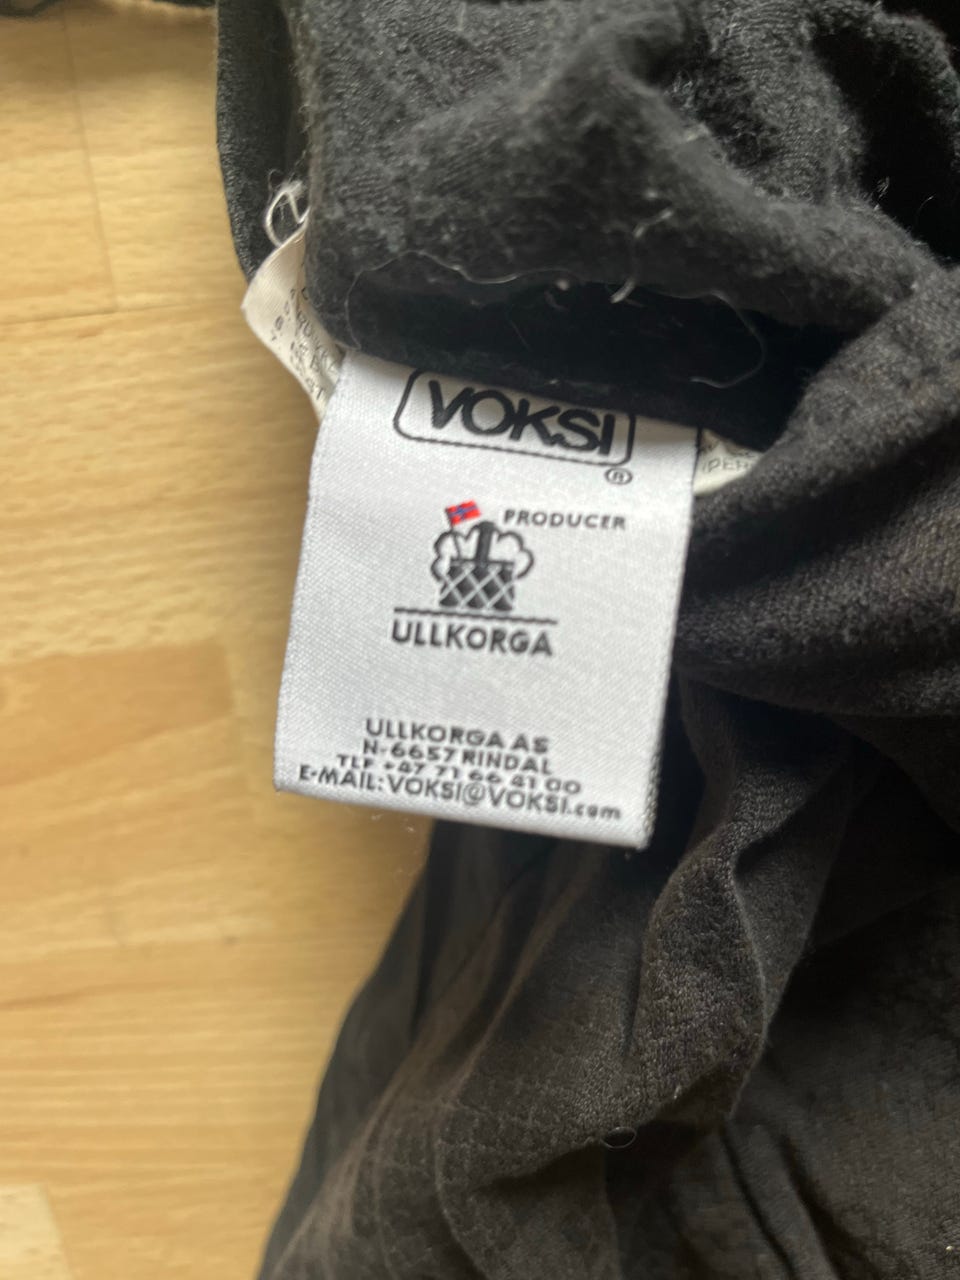 VOKSI
®
PRODUCER
ULLKORGA
ULLKORGA AS
N-6657 RINDAL
TLF +47 71 66 41 00
E-MAIL: VOKSI@VOKSI.com